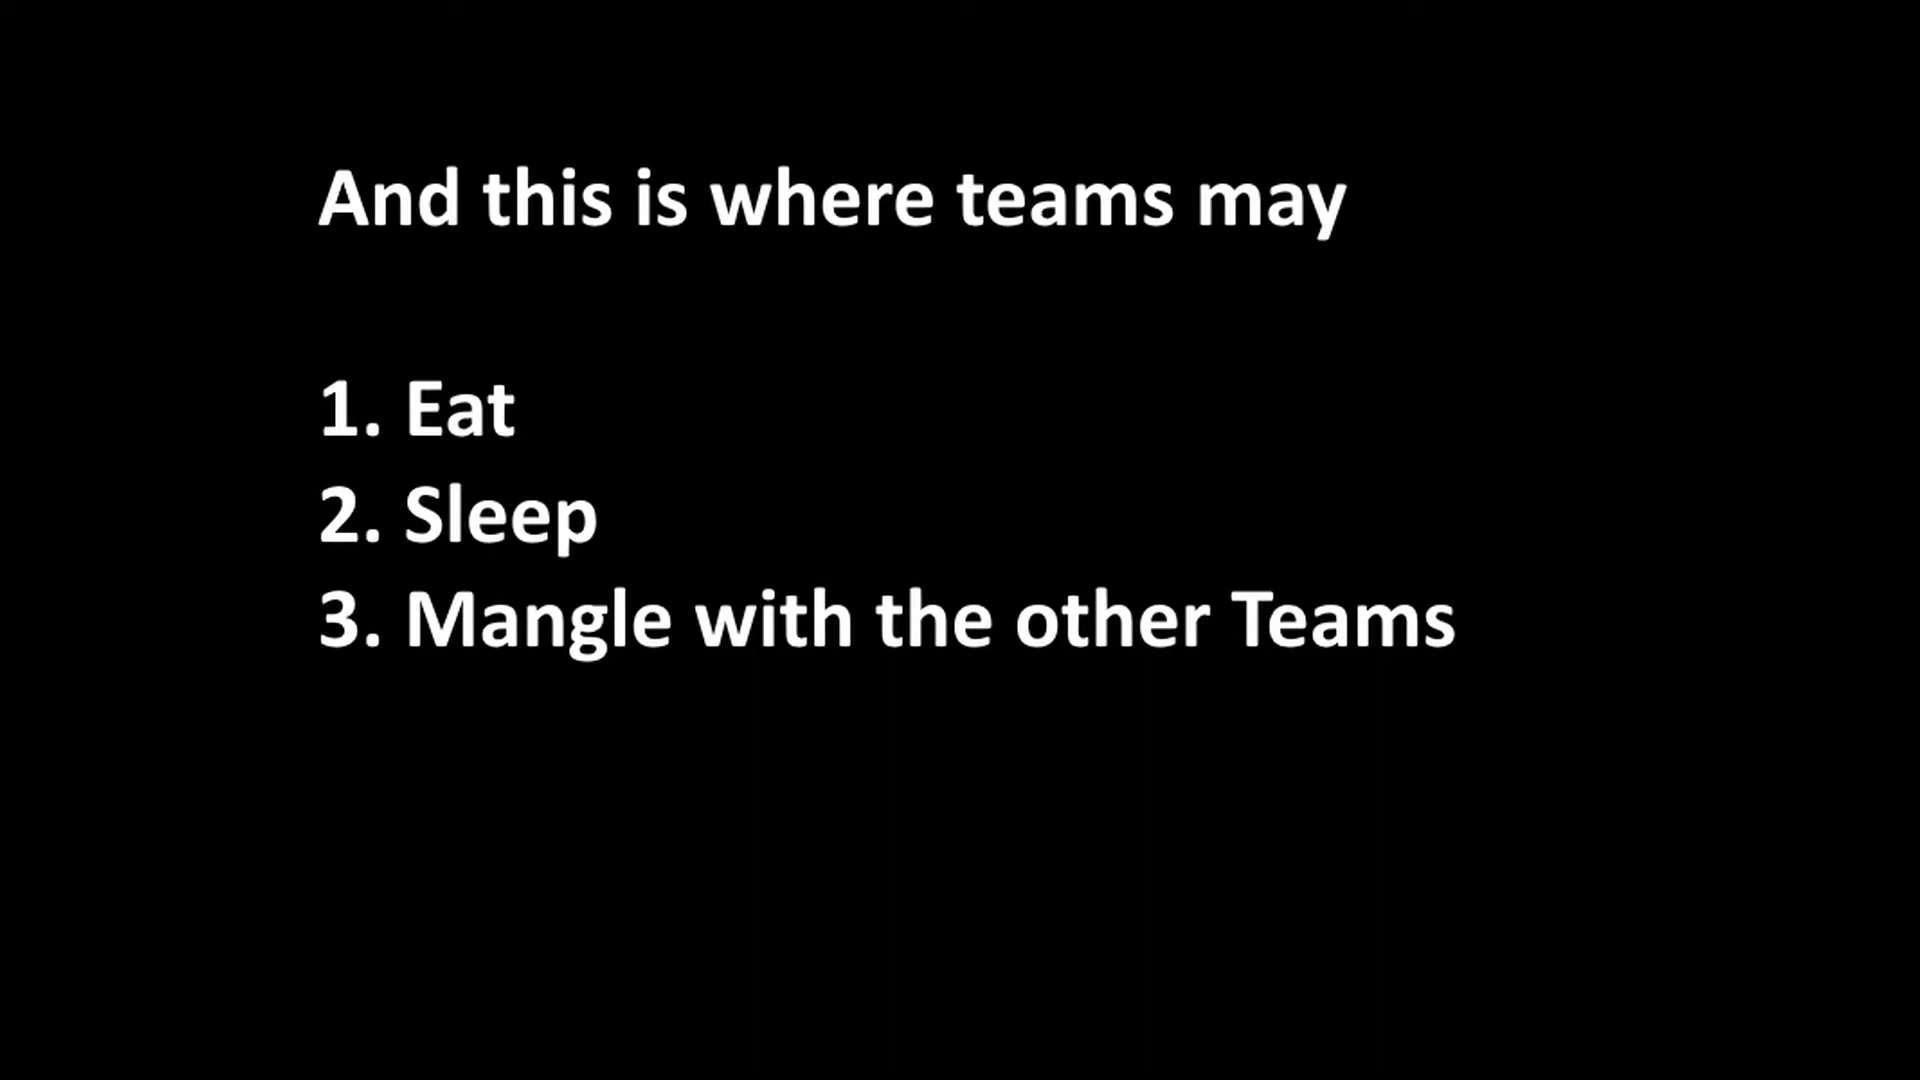 And this is where teams may
1. Eat
2. Sleep
3. Mangle with the other Teams